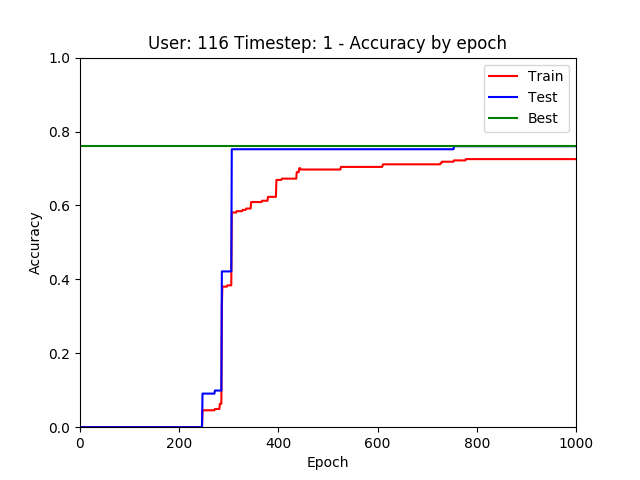 User: 116 Timestep: 1 - Accuracy by epoch
1.0
0.8
0.6
0.4
0.2
0.0
Accuracy
0 200 400 600 800 1000
Epoch
Train
Test
Best